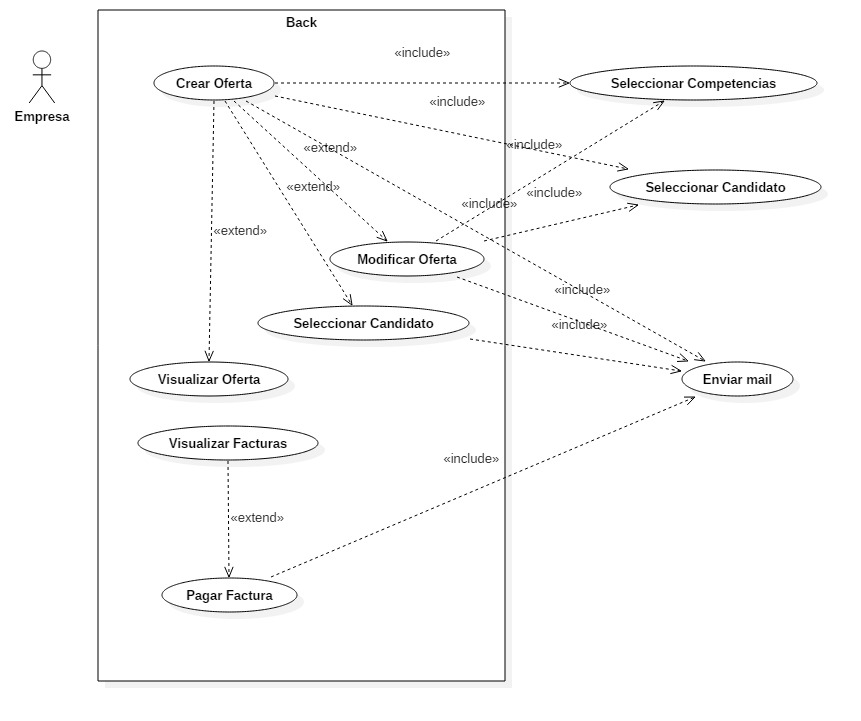 Back
«include»
Crear Oferta
Seleccionar Competencias
«include»
Empresa
«extend»
«include»
«extend»
Seleccionar Candidato
«include»
«include»
«extend»
Modificar Oferta
«include»
Seleccionar Candidato
«include»
Visualizar Oferta
Enviar mail
Visualizar Facturas
«include»
«extend»
Pagar Factura